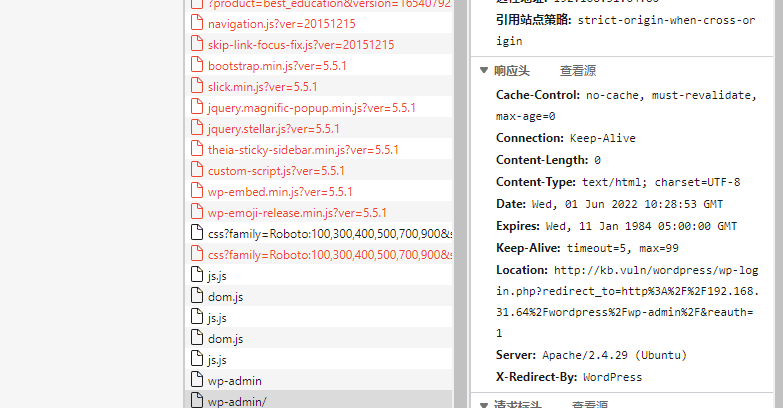 ?product=best_education&version=16540792
navigation.js?ver=20151215
skip-link-focus-fix.js?ver=20151215
bootstrap.min.js?ver=5.5.1
slick.min.js?ver=5.5.1
jquery.magnific-popup.min.js?ver=5.5.1
jquery.stellar.js?ver=5.5.1
theia-sticky-sidebar.min.js?ver=5.5.1
custom-script.js?ver=5.5.1
wp-embed.min.js?ver=5.5.1
wp-emoji-release.min.js?ver=5.5.1
css?family=Roboto:100,300,400,500,700,900&s
css?family=Roboto:100,300,400,500,700,900&s
js.js
dom.js
js.js
dom.js
js.js
wp-admin
wp-admin/
引用站点策略: strict-origin-when-cross-or
igin
响应头 查看源
Cache-Control: no-cache, must-revalidate,
max-age=0
Connection: Keep-Alive
Content-Length: 0
Content-Type: text/html; charset=UTF-8
Date: Wed, 01 Jun 2022 10:28:53 GMT
Expires: Wed, 11 Jan 1984 05:00:00 GMT
Keep-Alive: timeout=5, max=99
Location: http://kb.vuln/wordpress/wp-log
in.php?redirect_to=http%3A%2F%2F192.168.
31.64%2Fwordpress%2Fwp-admin%2F&reauth=
1
Server: Apache/2.4.29 (Ubuntu)
X-Redirect-By: WordPress
请求标头 查看源